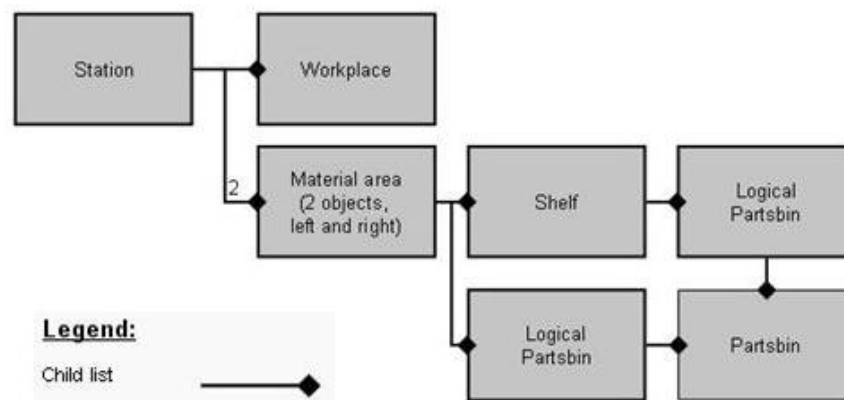 Station
Workplace
2
Material area
(2 objects,
left and right)
Shelf
Logical
Partsbin
Logical
Partsbin
Partsbin
Legend:
Child list